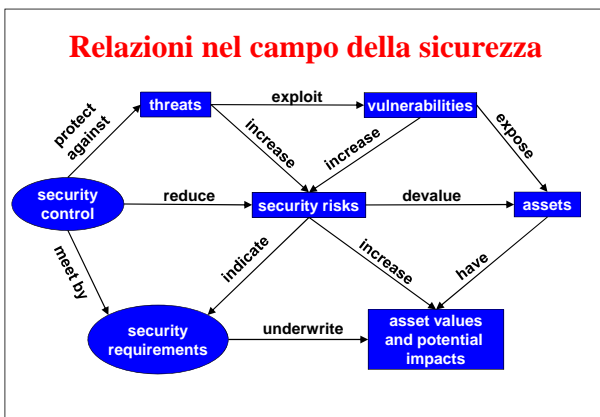 Relazioni nel campo della sicurezza
threats
exploit
vulnerabilities
protect
against
increase
increase
expose
security
control
reduce
security risks
devalue
assets
meet by
indicate
increase
have
security
requirements
underwrite
asset values
and potential
impacts